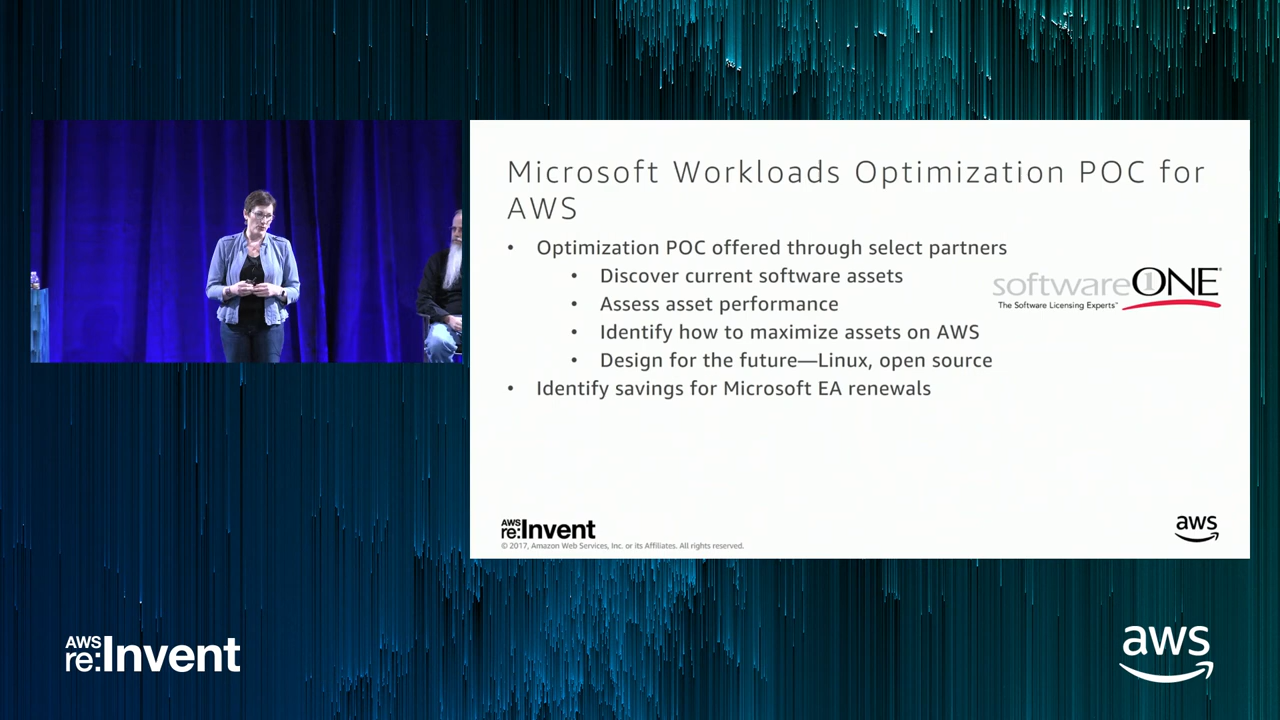 Microsoft Workloads Optimization POC for
AWS
• Optimization POC offered through select partners
• Discover current software assets
• Assess asset performance
• Identify how to maximize assets on AWS
• Design for the future—Linux, open source
• Identify savings for Microsoft EA renewals
software1ONE
The Software Licensing Experts™
AWS
re:Invent
© 2017, Amazon Web Services, Inc. or its Affiliates. All rights reserved.
aws
AWS
re:Invent
aws